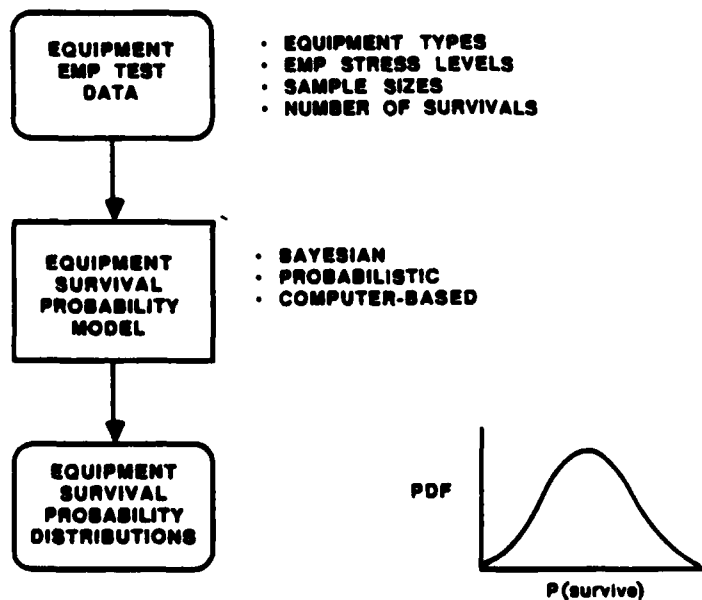 EQUIPMENT
EMP TEST
DATA
• EQUIPMENT TYPES
• EMP STRESS LEVELS
• SAMPLE SIZES
• NUMBER OF SURVIVALS
EQUIPMENT
SURVIVAL
PROBABILITY
MODEL
• BAYESIAN
• PROBABILISTIC
• COMPUTER-BASED
EQUIPMENT
SURVIVAL
PROBABILITY
DISTRIBUTIONS
PDF
P(survive)